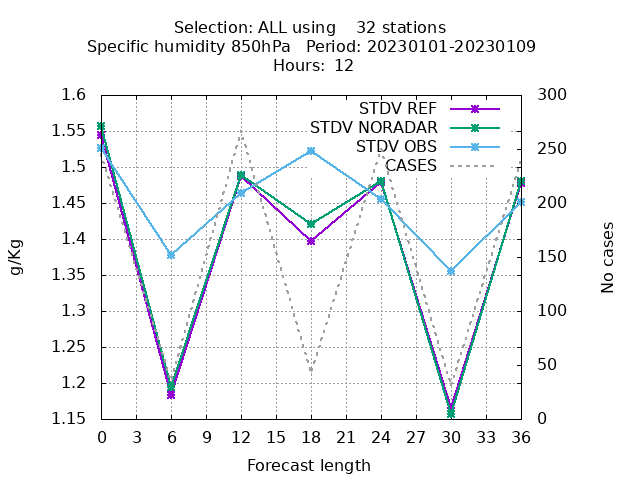 Selection: ALL using    32 stations
Specific humidity 850hPa   Period: 20230101-20230109
Hours:  12
STDV REF
STDV NORADAR
STDV OBS
CASES
g/Kg
1.6
1.55
1.5
1.45
1.4
1.35
1.3
1.25
1.2
1.15
300
250
200
150
100
50
0
No cases
0 3 6 9 12 15 18 21 24 27 30 33 36
Forecast length